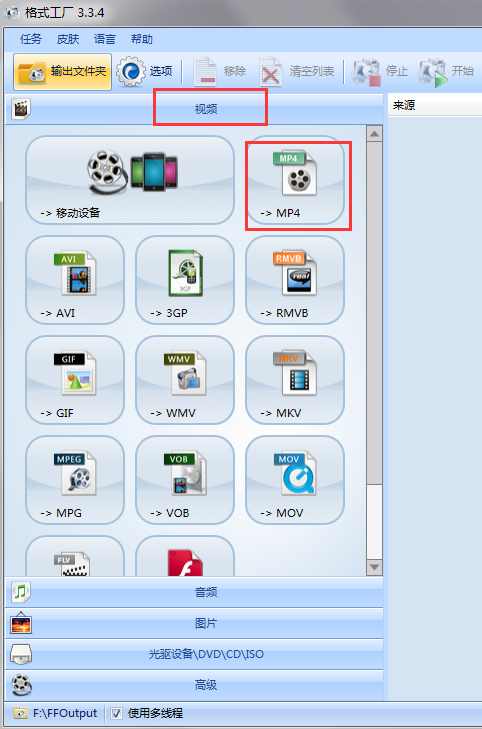 格式工厂 3.3.4
任务 皮肤 语言 帮助
输出文件夹 选项 移除 清空列表 停止 开始
视频 来源
MP4
-> 移动设备 -> MP4
AVI 3GP RMVB
real
-> AVI -> 3GP -> RMVB
GIF WMV MKV
-> GIF -> WMV -> MKV
MPEG VOB MOV
-> MPG -> VOB -> MOV
FLV
音频
图片
光驱设备\DVD\CD\ISO
高级
F:\FFOutput 使用多线程